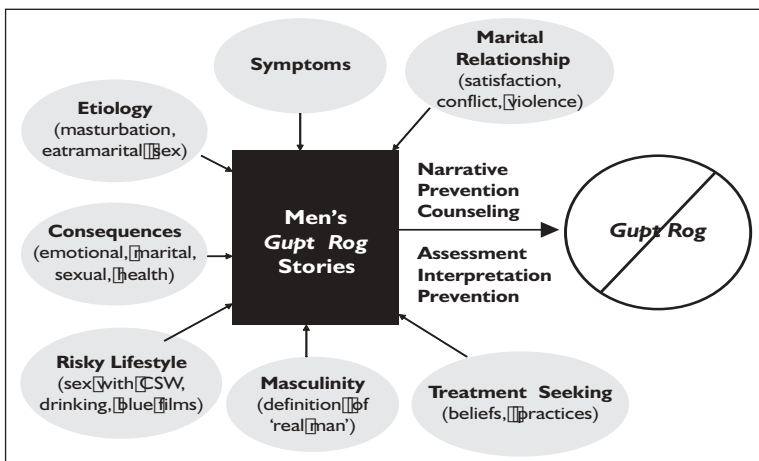 Symptoms
Marital
Relationship
(satisfaction,
conflict, violence)
Etiology
(masturbation,
eatramarital sex)
Consequences
(emotional, marital,
sexual, health)
Risky Lifestyle
(sex with CSW,
drinking, blue films)
Masculinity
(definition of
‘real man’)
Treatment Seeking
(beliefs, practices)
Men’s
Gupt Rog
Stories
Narrative
Prevention
Counseling
Assessment
Interpretation
Prevention
Gupt Rog